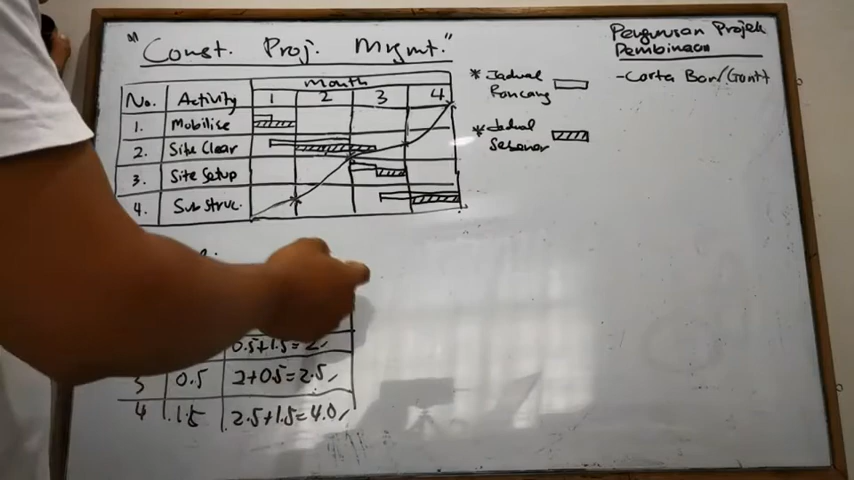 "Const. Proj. Mgmt."
Pengurusan Projek
Pembinaan
- Carta Bar/Gantt
* Jadual
Rancang
* Jadual
Sebenar
Month
No. Activity 1 2 3 4
1. Mobilise
2. Site Clear
3. Site Setup
4. Sub Struc.
0.5+1.5=2
3 0.5 2+0.5=2.5
4 1.5 2.5+1.5=4.0